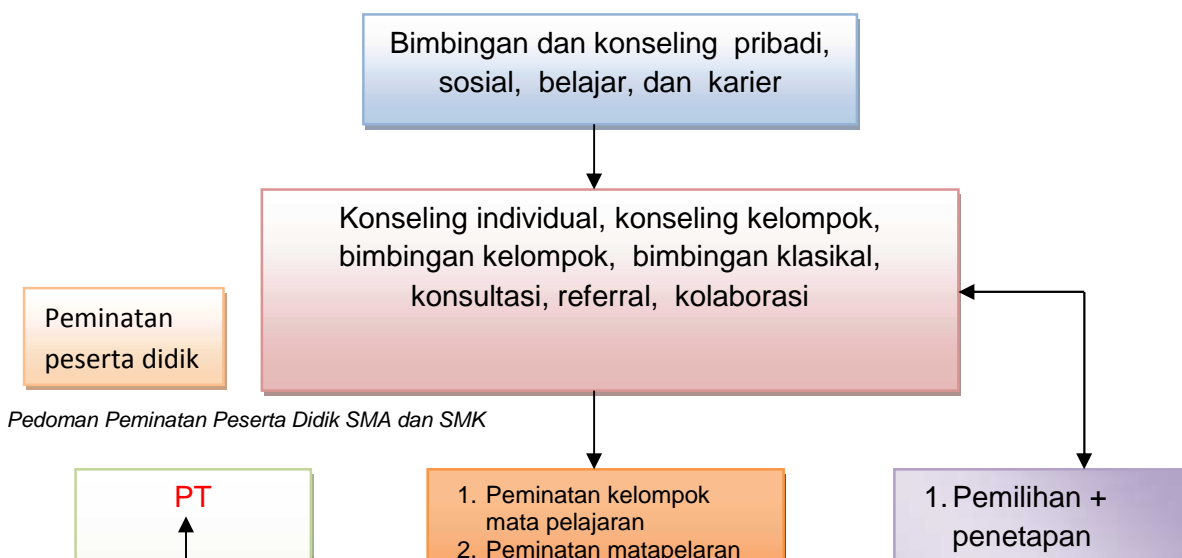 Bimbingan dan konseling pribadi,
sosial, belajar, dan karier
Konseling individual, konseling kelompok,
bimbingan kelompok, bimbingan klasikal,
konsultasi, referral, kolaborasi
Peminatan
peserta didik
Pedoman Peminatan Peserta Didik SMA dan SMK
PT
1. Peminatan kelompok
mata pelajaran
2. Peminatan matapelaran
1. Pemilihan +
penetapan